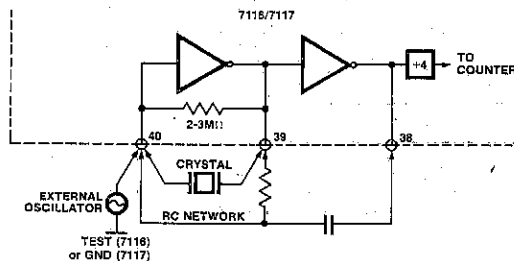 7116/7117
÷4
TO
COUNTER
2-3MΩ
40
39
38
CRYSTAL
EXTERNAL
OSCILLATOR
RC NETWORK
TEST (7116)
or GND (7117)